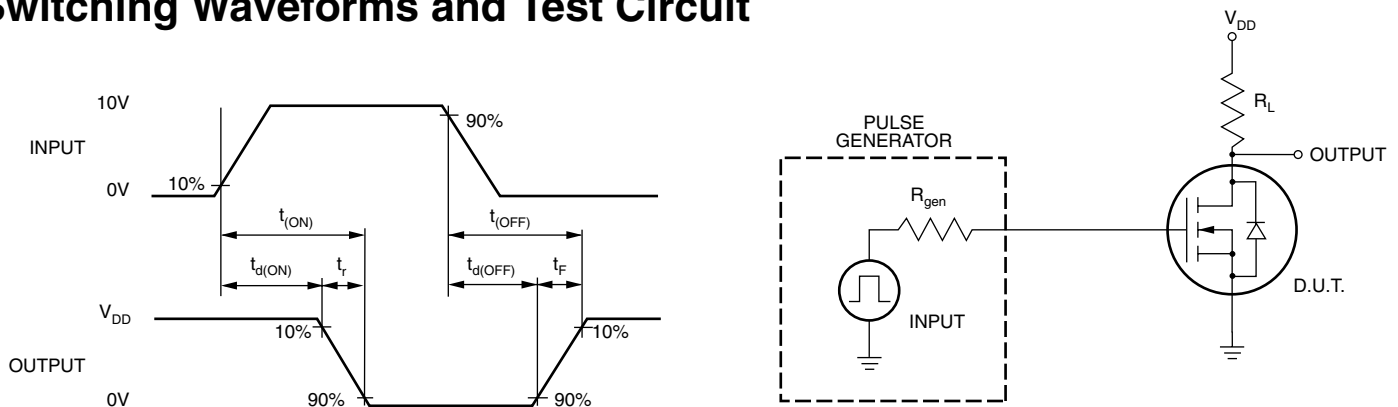 Switching Waveforms and Test Circuit
10V
INPUT
0V
10%
90%
t(ON)
t(OFF)
td(ON)
tr
td(OFF)
tF
VDD
OUTPUT
0V
10%
90%
10%
90%
PULSE
GENERATOR
Rgen
INPUT
VDD
RL
OUTPUT
D.U.T.